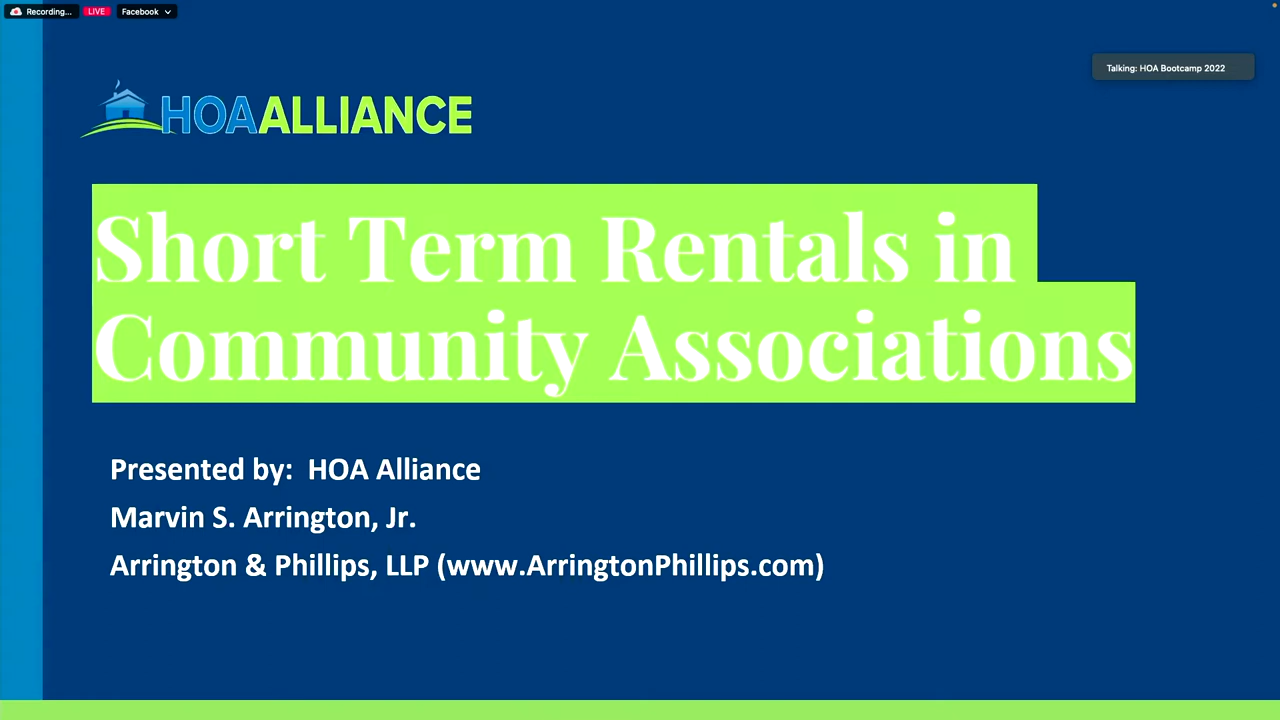 Recording...
LIVE
Facebook
Talking: HOA Bootcamp 2022
HOAALLIANCE
Short Term Rentals in
Community Associations
Presented by:  HOA Alliance
Marvin S. Arrington, Jr.
Arrington & Phillips, LLP (www.ArringtonPhillips.com)